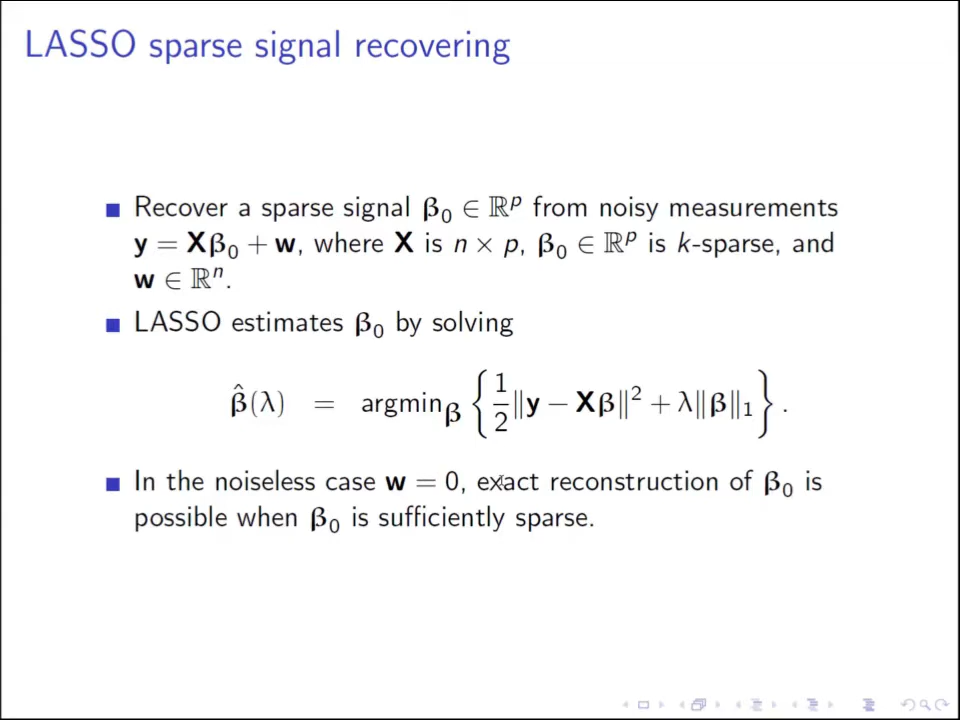 LASSO sparse signal recovering
Recover a sparse signal β₀ ∈ ℝᵖ from noisy measurements
y = Xβ₀ + w, where X is n × p, β₀ ∈ ℝᵖ is k-sparse, and
w ∈ ℝⁿ.
LASSO estimates β₀ by solving
β̂(λ) = argmin_β {1/2 ‖y − Xβ‖² + λ‖β‖₁}.
In the noiseless case w = 0, exact reconstruction of β₀ is
possible when β₀ is sufficiently sparse.